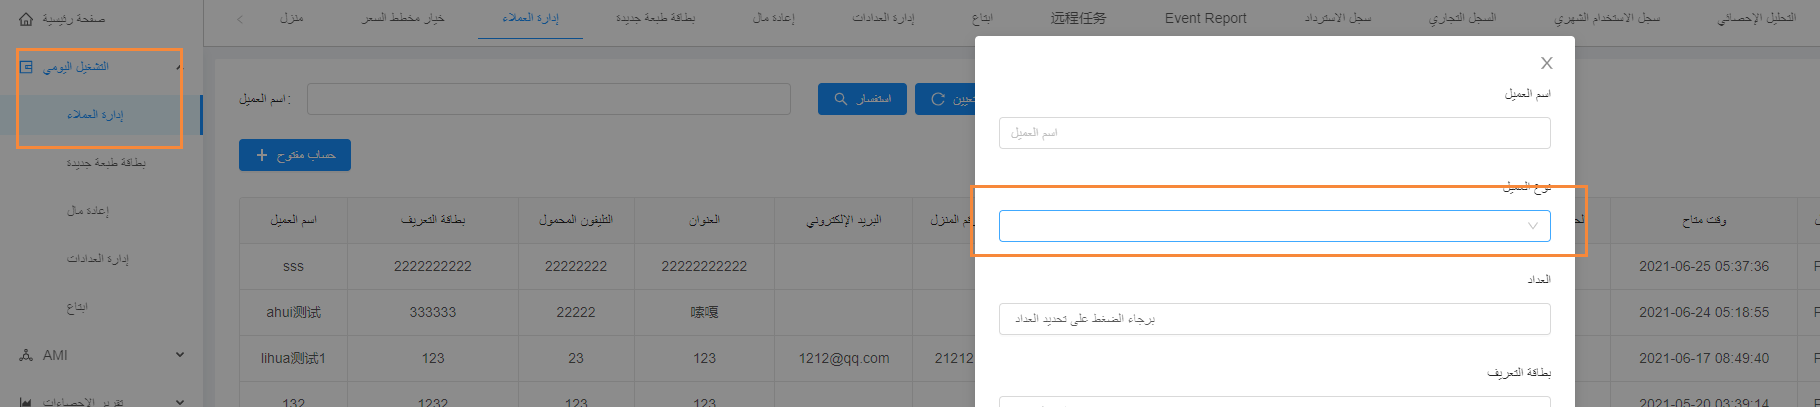 صفحة رئيسية
التشغيل اليومي
إدارة العملاء
بطاقة طبعة جديدة
إعادة مال
إدارة العدادات
ابتاع
AMI
تقرير الإحصاءات
منزل
خيار مخطط السعر
إدارة العملاء
بطاقة طبعة جديدة
إعادة مال
إدارة العدادات
ابتاع
远程任务
Event Report
سجل الاسترداد
السجل التجاري
سجل الاستخدام الشهري
التحليل الإحصائي
اسم العميل :
استفسار
تعيين
حساب مفتوح
اسم العميل
بطاقة التعريف
التليفون المحمول
العنوان
البريد الإلكتروني
رقم المنزل
وقت متاح
sss
2222222222
22222222
22222222222
2021-06-25 05:37:36
ahui测试
333333
22222
嗦嘎
2021-06-24 05:18:55
lihua测试1
123
23
123
1212@qq.com
21212
2021-06-17 08:49:40
132
1232
123
123
2021-05-20 03:39:14
اسم العميل
اسم العميل
نوع العميل
العداد
برجاء الضغط على تحديد العداد
بطاقة التعريف